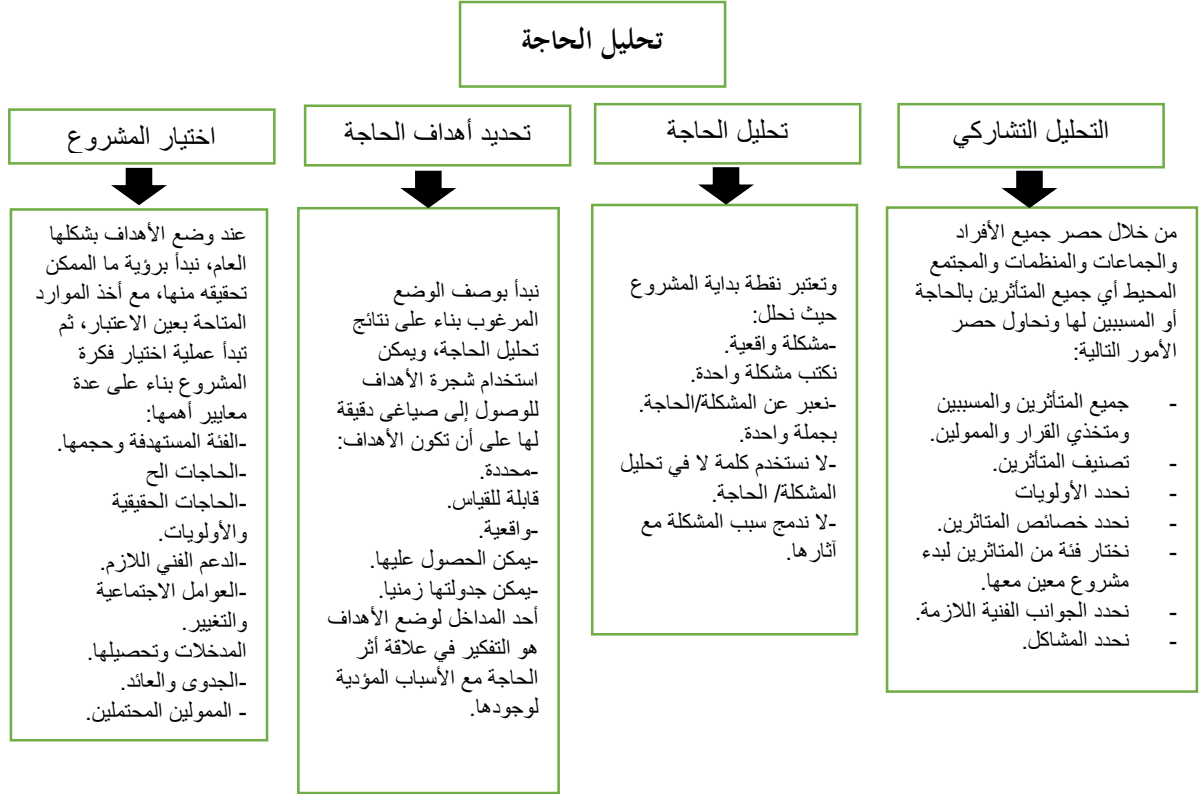 تحليل الحاجة
التحليل التشاركي
تحليل الحاجة
تحديد أهداف الحاجة
اختيار المشروع
من خلال حصر جميع الأفراد
والجماعات والمنظمات والمجتمع
المحيط أي جميع المتأثرين بالحاجة
أو المسببين لها ونحاول حصر
الأمور التالية:
- جميع المتأثرين والمسببين
ومتخذي القرار والممولين.
- تصنيف المتأثرين.
- نحدد الأولويات
- نحدد خصائص المتاثرين.
- نختار فئة من المتاثرين لبدء
مشروع معين معها.
- نحدد الجوانب الفنية اللازمة.
- نحدد المشاكل.
وتعتبر نقطة بداية المشروع
حيث نحلل:
-مشكلة واقعية.
نكتب مشكلة واحدة.
-نعبر عن المشكلة/الحاجة.
بجملة واحدة.
-لا نستخدم كلمة لا في تحليل
المشكلة/ الحاجة.
-لا ندمج سبب المشكلة مع
آثارها.
نبدأ بوصف الوضع
المرغوب بناء على نتائج
تحليل الحاجة، ويمكن
استخدام شجرة الأهداف
للوصول إلى صياغى دقيقة
لها على أن تكون الأهداف:
-محددة.
قابلة للقياس.
-واقعية.
-يمكن الحصول عليها.
-يمكن جدولتها زمنيا.
أحد المداخل لوضع الأهداف
هو التفكير في علاقة أثر
الحاجة مع الأسباب المؤدية
لوجودها.
عند وضع الأهداف بشكلها
العام، نبدأ برؤية ما الممكن
تحقيقه منها، مع أخذ الموارد
المتاحة بعين الاعتبار، ثم
تبدأ عملية اختيار فكرة
المشروع بناء على عدة
معايير أهمها:
-الفئة المستهدفة وحجمها.
-الحاجات الح
-الحاجات الحقيقية
والأولويات.
-الدعم الفني اللازم.
-العوامل الاجتماعية
والتغيير.
المدخلات وتحصيلها.
-الجدوى والعائد.
- الممولين المحتملين.